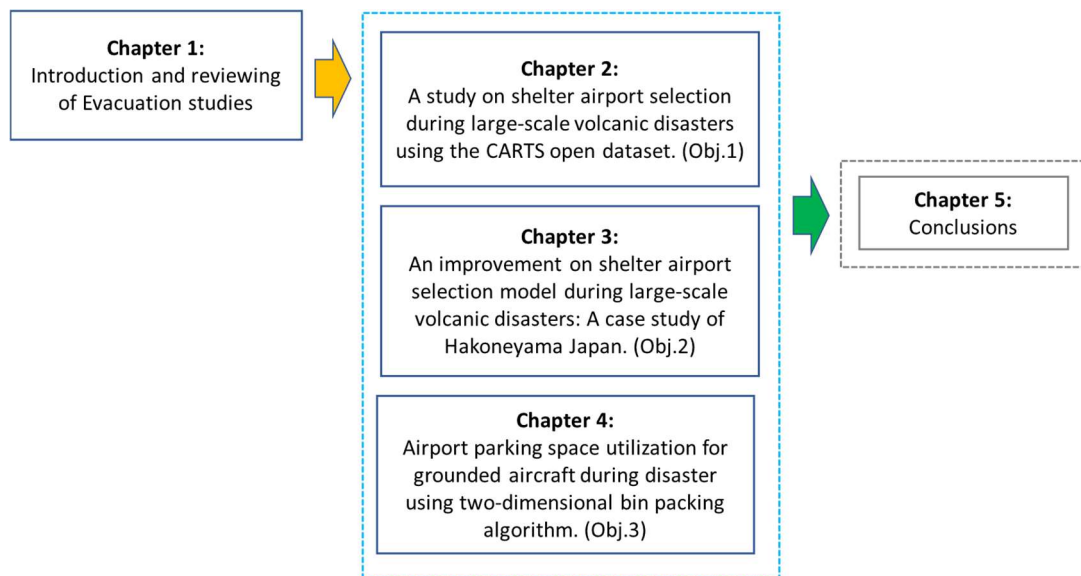 Chapter 1:
Introduction and reviewing
of Evacuation studies
Chapter 2:
A study on shelter airport selection
during large-scale volcanic disasters
using the CARTS open dataset. (Obj.1)
Chapter 3:
An improvement on shelter airport
selection model during large-scale
volcanic disasters: A case study of
Hakoneyama Japan. (Obj.2)
Chapter 4:
Airport parking space utilization for
grounded aircraft during disaster
using two-dimensional bin packing
algorithm. (Obj.3)
Chapter 5:
Conclusions